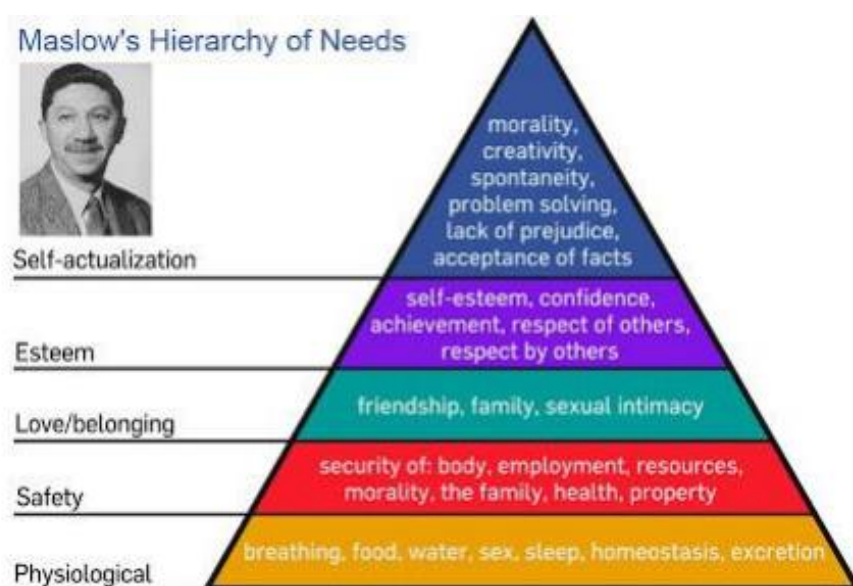 Maslow's Hierarchy of Needs
morality,
creativity,
spontaneity,
problem solving,
lack of prejudice,
acceptance of facts
Self-actualization
self-esteem, confidence,
achievement, respect of others,
respect by others
Esteem
friendship, family, sexual intimacy
Love/belonging
security of: body, employment, resources,
morality, the family, health, property
Safety
breathing, food, water, sex, sleep, homeostasis, excretion
Physiological